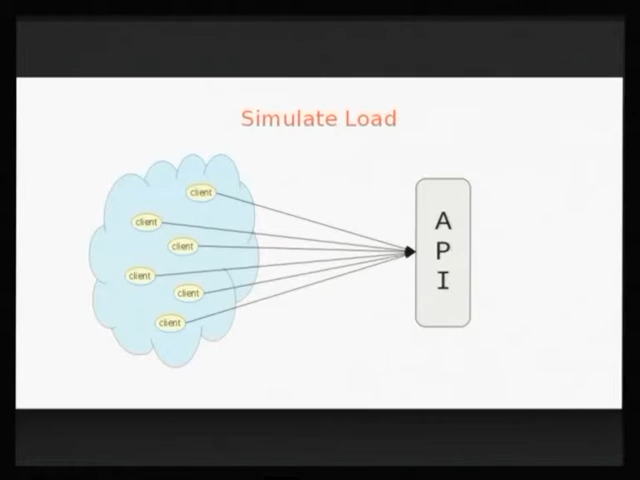 Simulate Load
client
client
client
client
client
client
A
P
I